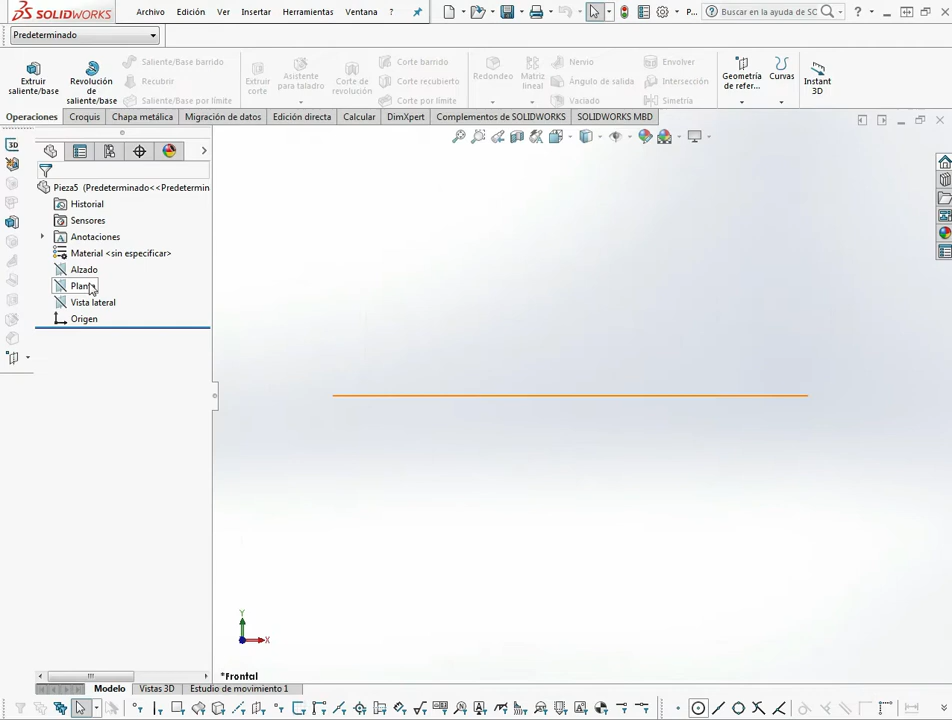 SOLIDWORKS Archivo Edición Ver Insertar Herramientas Ventana ? P... Buscar en la ayuda de SC
Predeterminado
Extruir saliente/base
Revolución de saliente/base
Saliente/Base barrido
Recubrir
Saliente/Base por límite
Extruir corte
Asistente para taladro
Corte de revolución
Corte barrido
Corte recubierto
Corte por límite
Redondeo
Matriz lineal
Nervio
Ángulo de salida
Vaciado
Envolver
Intersección
Simetría
Geometría de refer...
Curvas
Instant 3D
Operaciones Croquis Chapa metálica Migración de datos Edición directa Calcular DimXpert Complementos de SOLIDWORKS SOLIDWORKS MBD
3D
Pieza5 (Predeterminado<<Predetermin
Historial
Sensores
Anotaciones
Material <sin especificar>
Alzado
Plant
Vista lateral
Origen
Y
X
*Frontal
Modelo Vistas 3D Estudio de movimiento 1